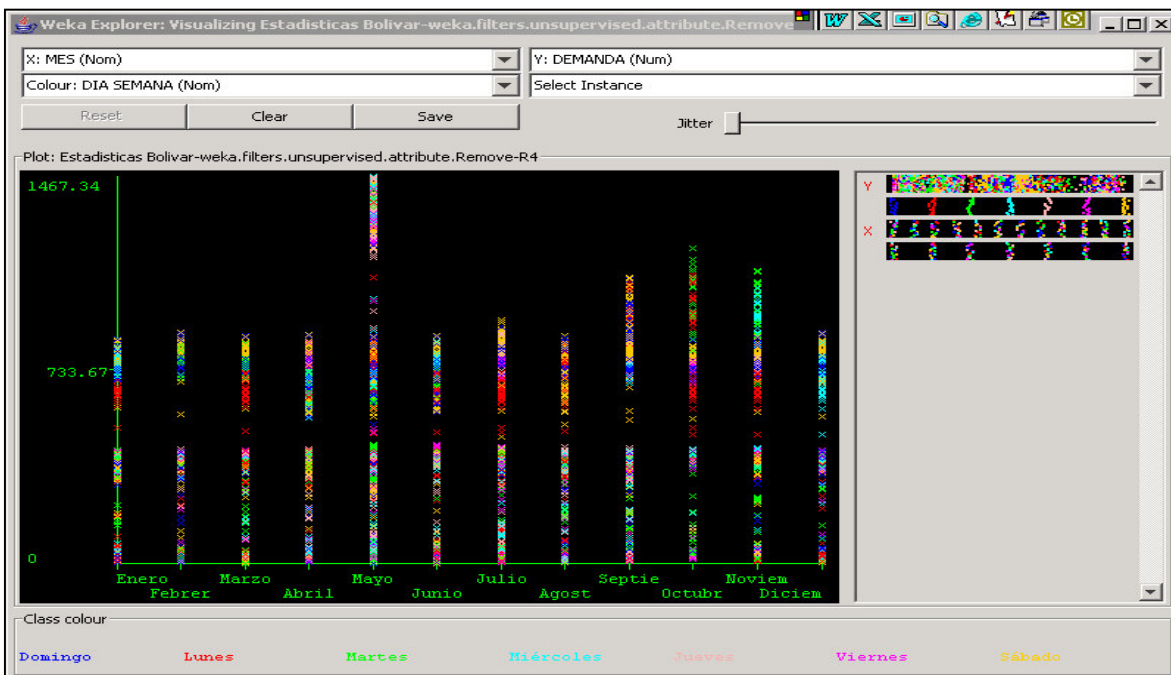 Weka Explorer: Visualizing Estadisticas Bolivar-weka.filters.unsupervised.attribute.Remove
X: MES (Nom)
Y: DEMANDA (Num)
Colour: DIA SEMANA (Nom)
Select Instance
Reset
Clear
Save
Jitter
Plot: Estadisticas Bolivar-weka.filters.unsupervised.attribute.Remove-R4
1467.34
733.67
0
Enero
Febrer
Marzo
Abril
Mayo
Junio
Julio
Agost
Septie
Octubr
Noviem
Diciem
Y
X
Class colour
Domingo
Lunes
Martes
Miércoles
Jueves
Viernes
Sábado